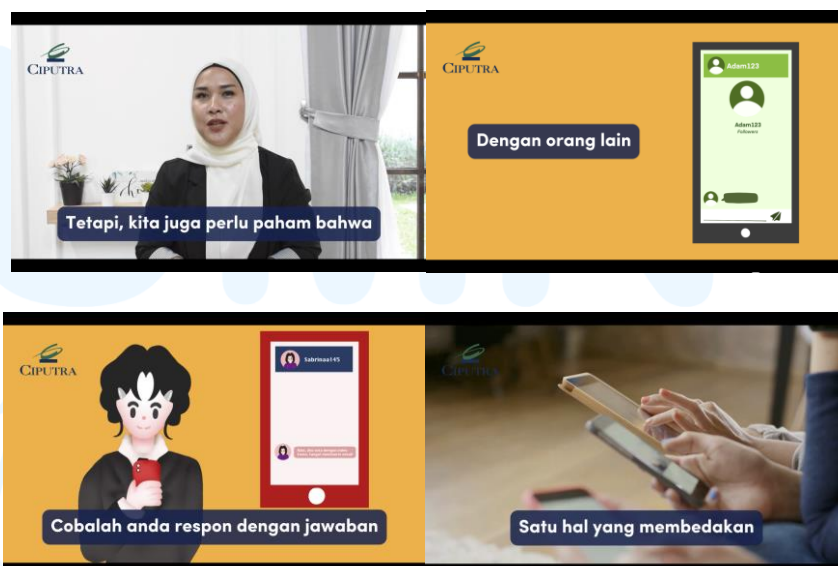 CIPUTRA
Tetapi, kita juga perlu paham bahwa
CIPUTRA
Dengan orang lain
Adam123
Adam123
Followers
CIPUTRA
Sabrinaa145
Cobalah anda respon dengan jawaban
CIPUTRA
Satu hal yang membedakan